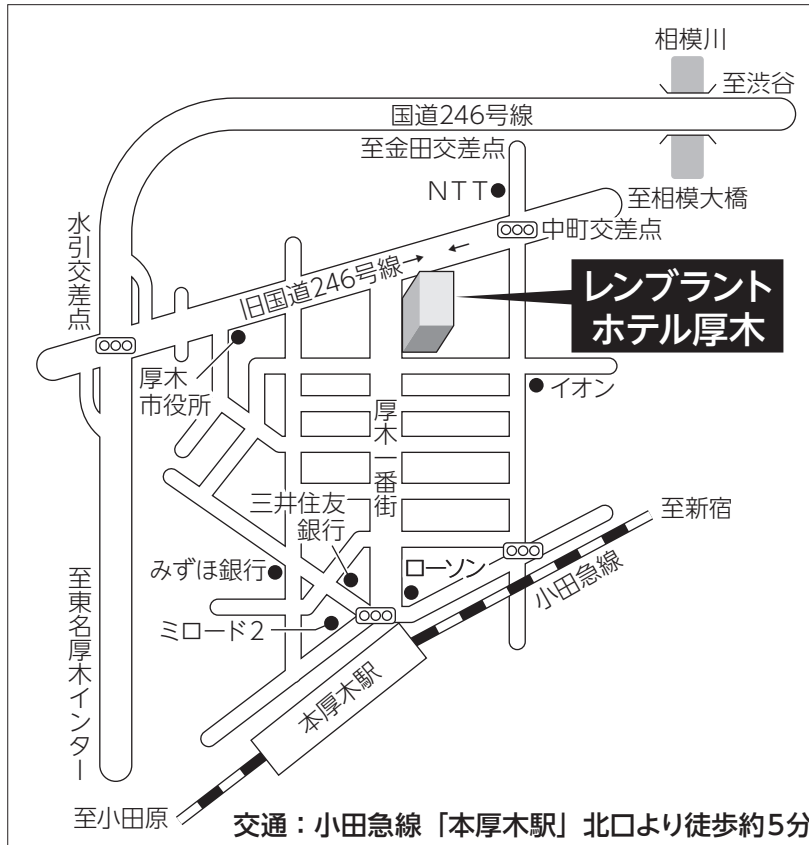 相模川
至渋谷
国道246号線
至金田交差点
NTT
至相模大橋
中町交差点
水引交差点
旧国道246号線
レンブラント
ホテル厚木
厚木
市役所
イオン
厚木一番街
三井住友
銀行
至新宿
みずほ銀行
ローソン
小田急線
ミロード2
至東名厚木インター
本厚木駅
至小田原
交通：小田急線「本厚木駅」北口より徒歩約5分